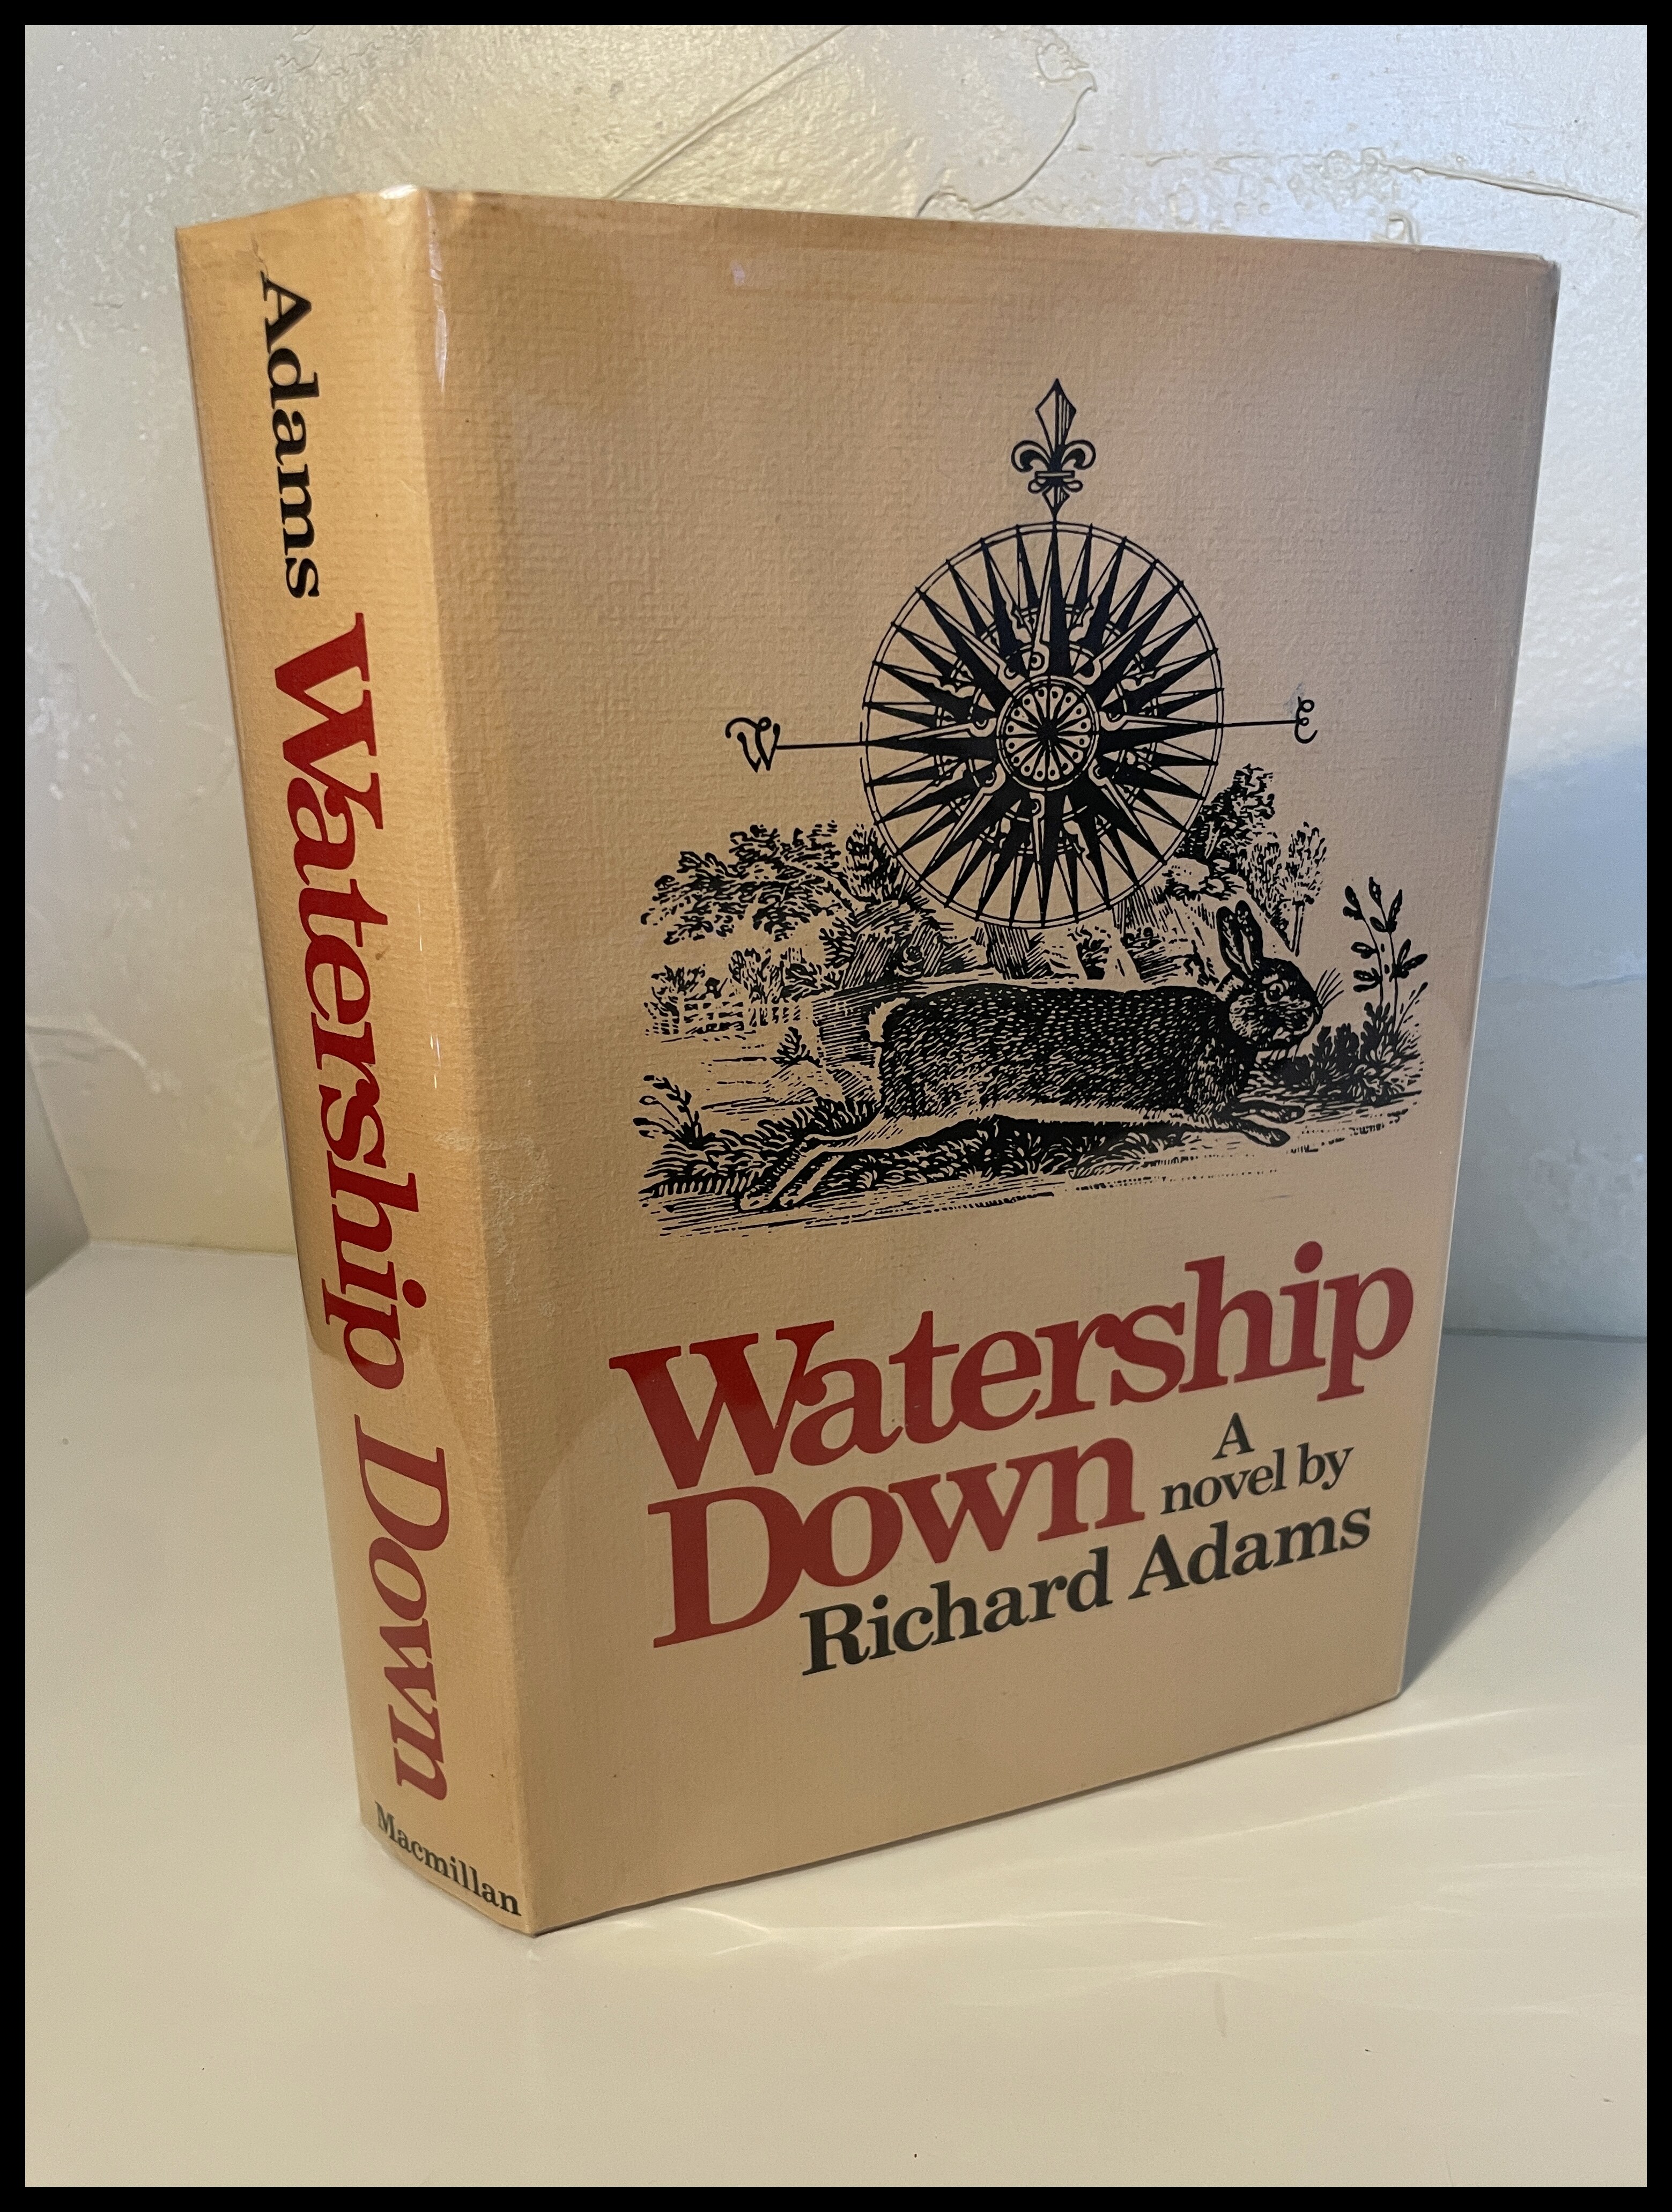 Adams Watership Down
Macmillan
W
E
Watership
Down
A
novel by
Richard Adams